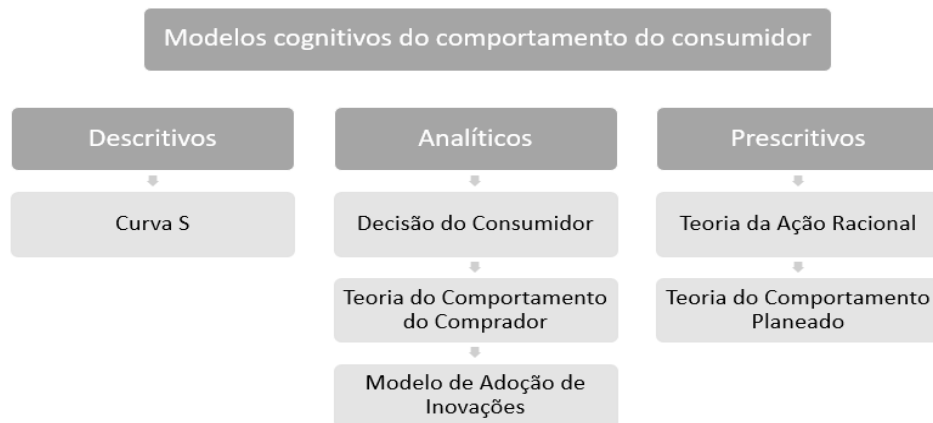 Modelos cognitivos do comportamento do consumidor
Descritivos
Curva S
Analíticos
Decisão do Consumidor
Teoria do Comportamento
do Comprador
Modelo de Adoção de
Inovações
Prescritivos
Teoria da Ação Racional
Teoria do Comportamento
Planeado